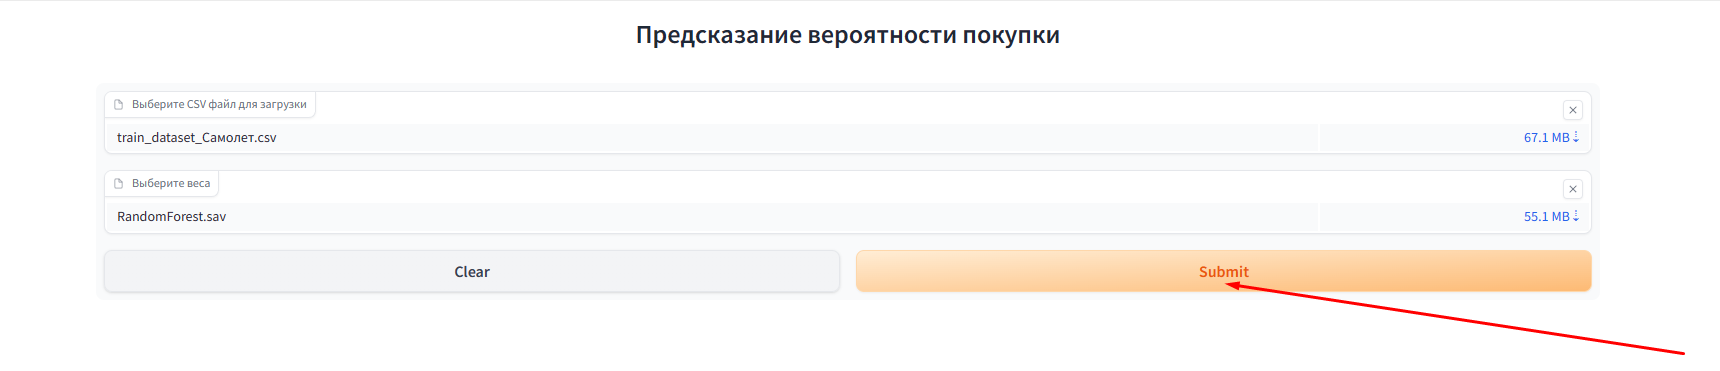 Предсказание вероятности покупки
Выберите CSV файл для загрузки
train_dataset_Самолет.csv 67.1 MB
Выберите веса
RandomForest.sav 55.1 MB
Clear Submit